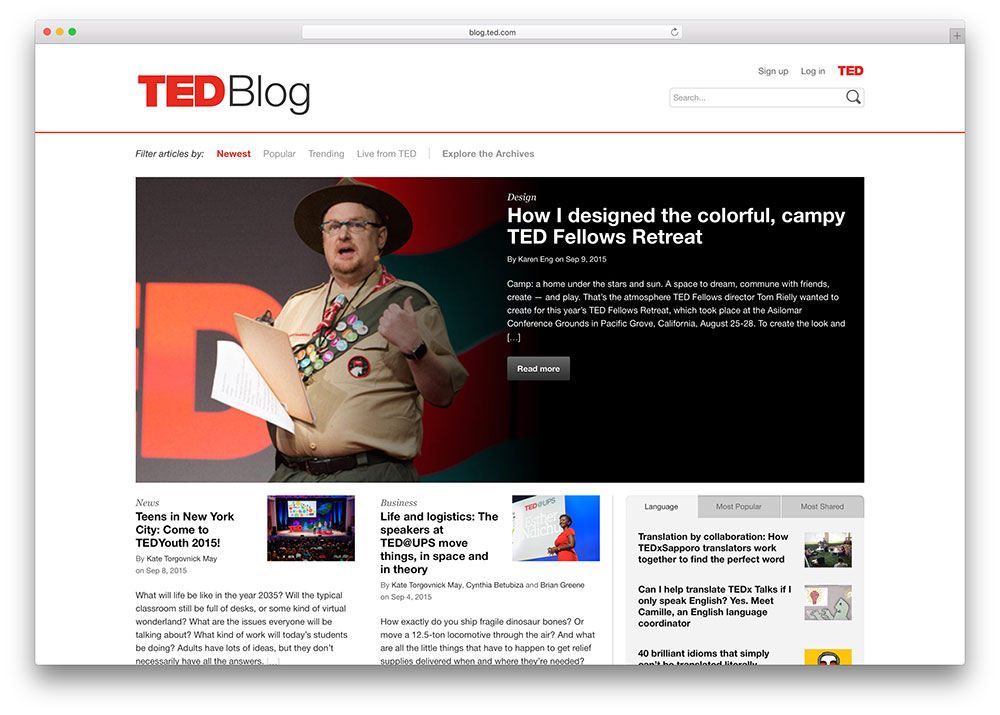 blog.ted.com
TEDBlog
Sign up Log in TED
Search...
Filter articles by: Newest Popular Trending Live from TED Explore the Archives
Design
How I designed the colorful, campy
TED Fellows Retreat
By Karen Eng on Sep 9, 2015
Camp: a home under the stars and sun. A space to dream, commune with friends,
create — and play. That's the atmosphere TED Fellows director Tom Rielly wanted to
create for this year's TED Fellows Retreat, which took place at the Asilomar
Conference Grounds in Pacific Grove, California, August 25-28. To create the look and
[…]
Read more
News
Teens in New York
City: Come to
TEDYouth 2015!
By Kate Torgovnick May
on Sep 8, 2015
What will life be like in the year 2035? Will the typical
classroom still be full of desks, or some kind of virtual
wonderland? What are the issues everyone will be
talking about? What kind of work will today's students
be doing? Adults have lots of ideas, but they don't
necessarily have all the answers. […]
Business
Life and logistics: The
speakers at
TED@UPS move
things, in space and
in theory
By Kate Torgovnick May, Cynthia Betubiza and Brian Greene
on Sep 4, 2015
TED@UPS
How exactly do you ship fragile dinosaur bones? Or
move a 12.5-ton locomotive through the air? And what
are all the little things that have to happen to get relief
supplies delivered when and where they're needed?
Language Most Popular Most Shared
Translation by collaboration: How
TEDxSapporo translators work
together to find the perfect word
Can I help translate TEDx Talks if I
only speak English? Yes. Meet
Camille, an English language
coordinator
40 brilliant idioms that simply
can't be translated literally